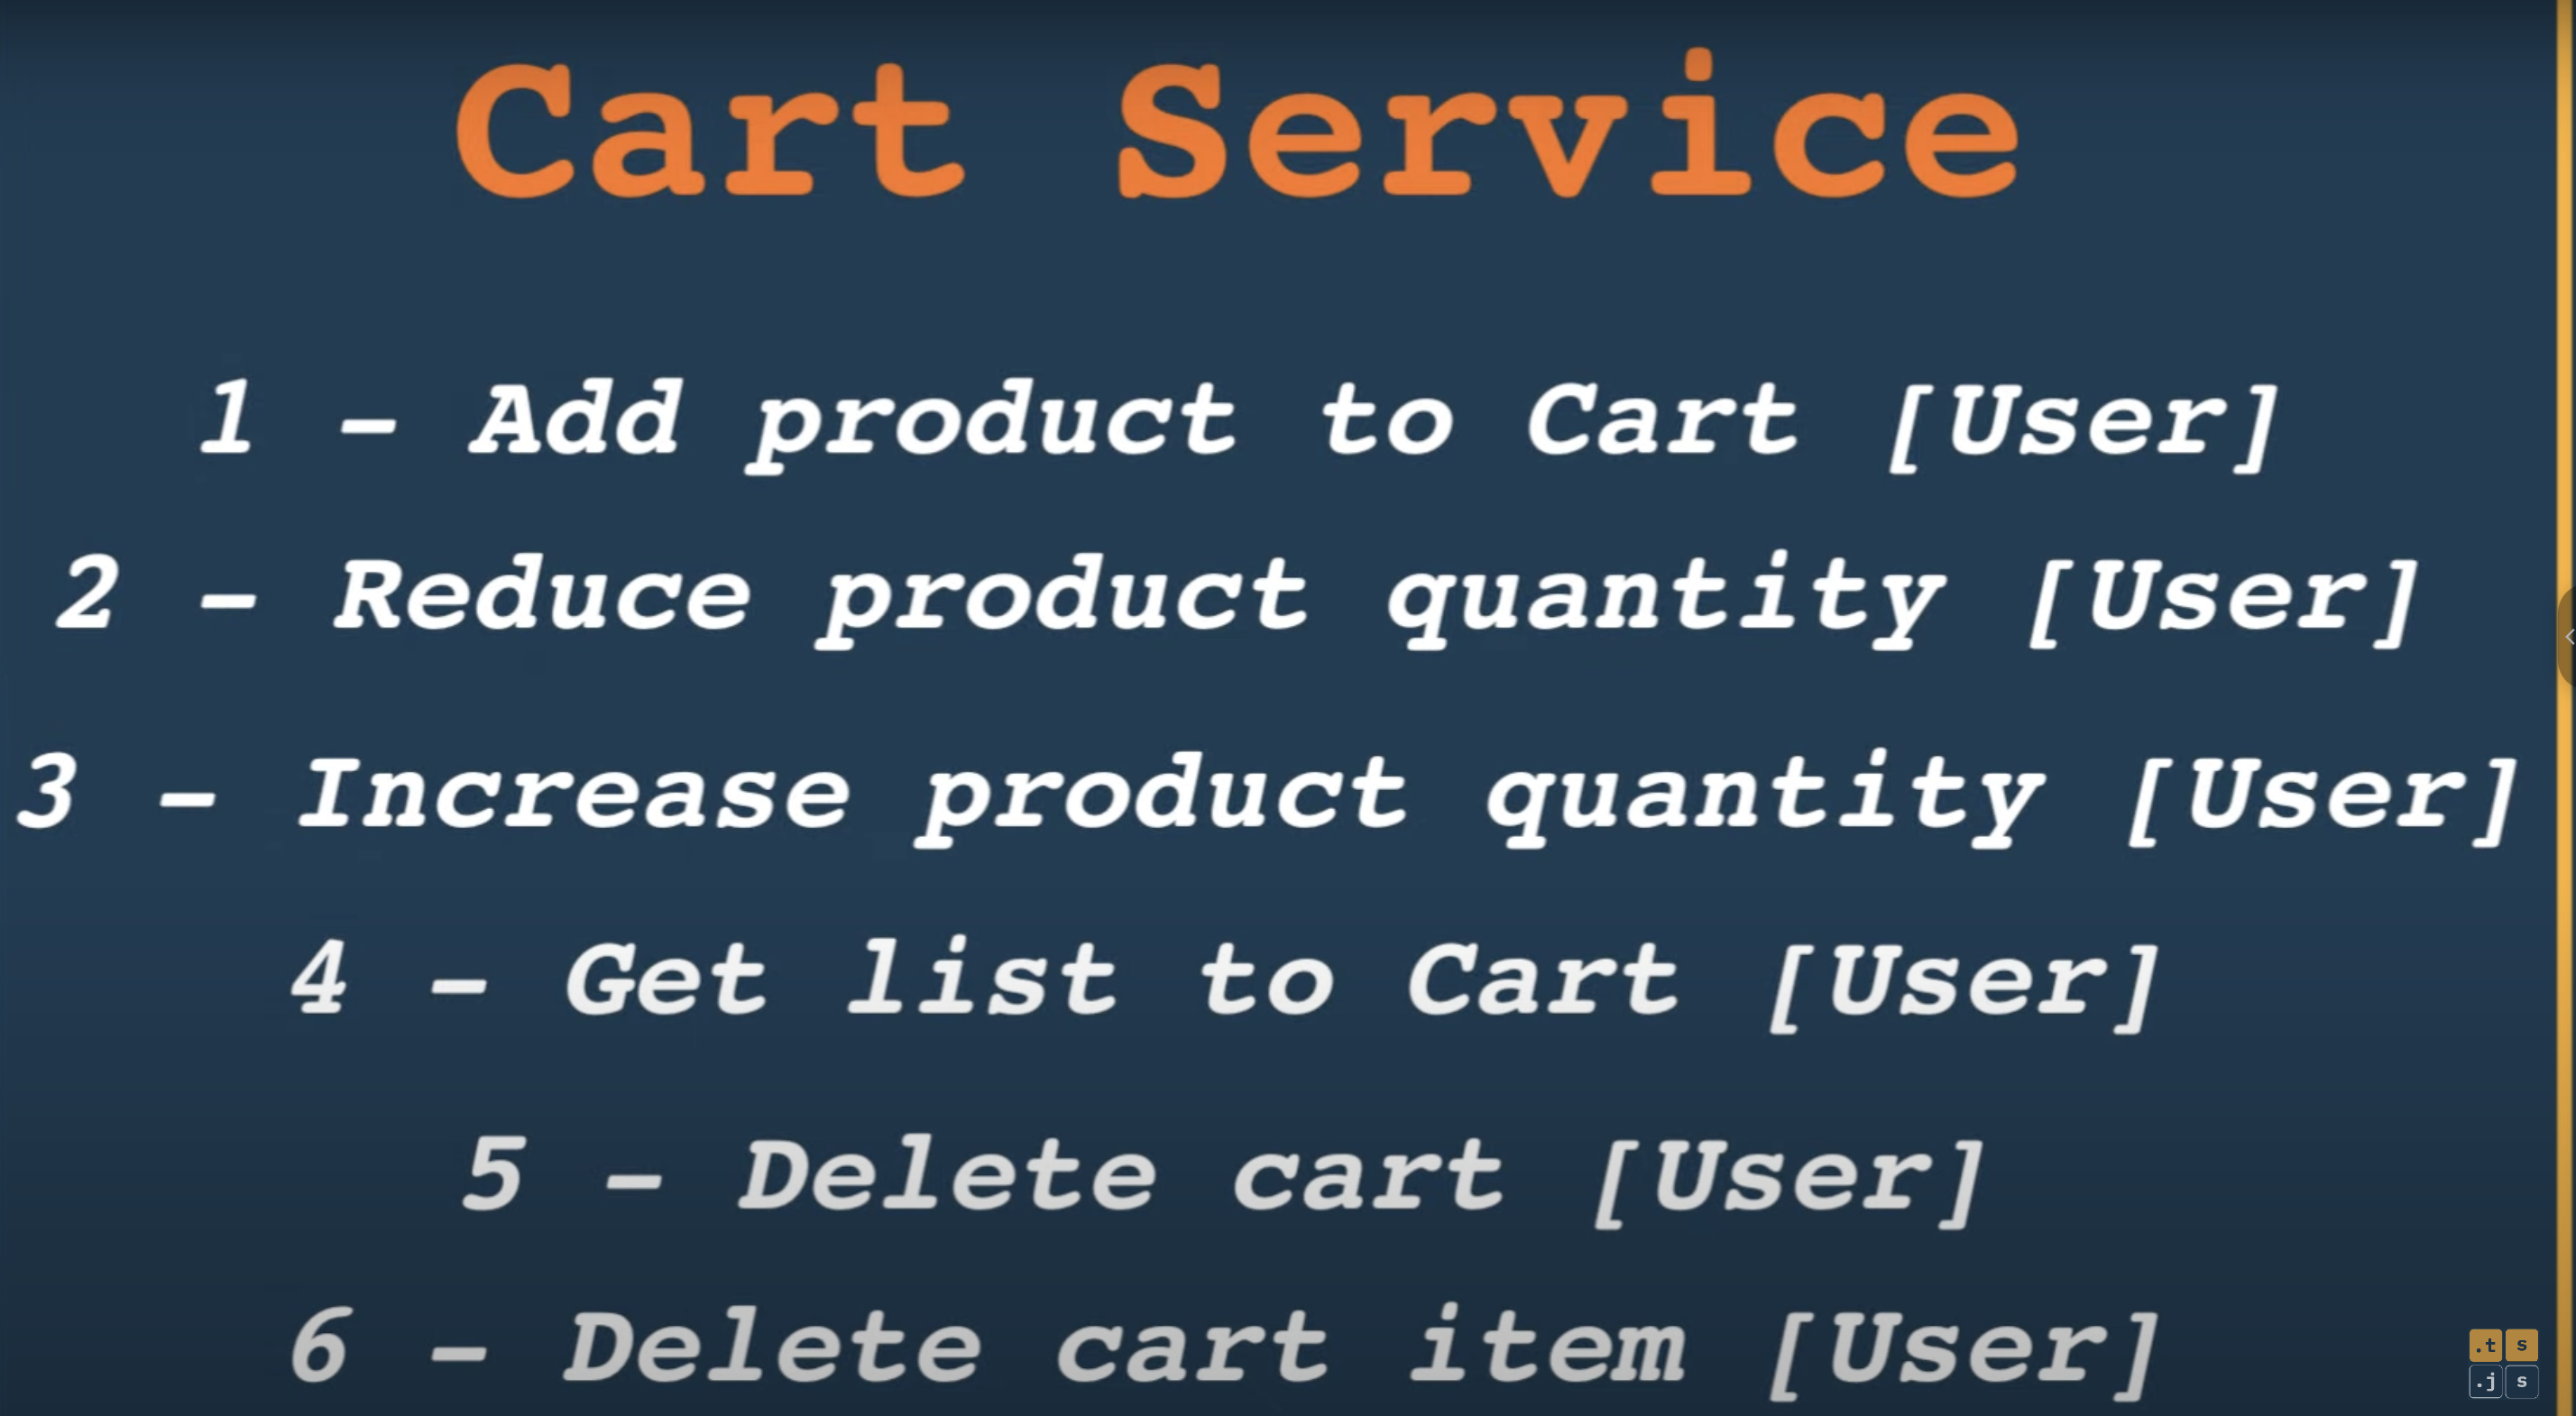 Cart Service
1 - Add product to Cart [User]
2 - Reduce product quantity [User]
3 - Increase product quantity [User]
4 - Get list to Cart [User]
5 - Delete cart [User]
6 - Delete cart item [User]
.t s
.j s